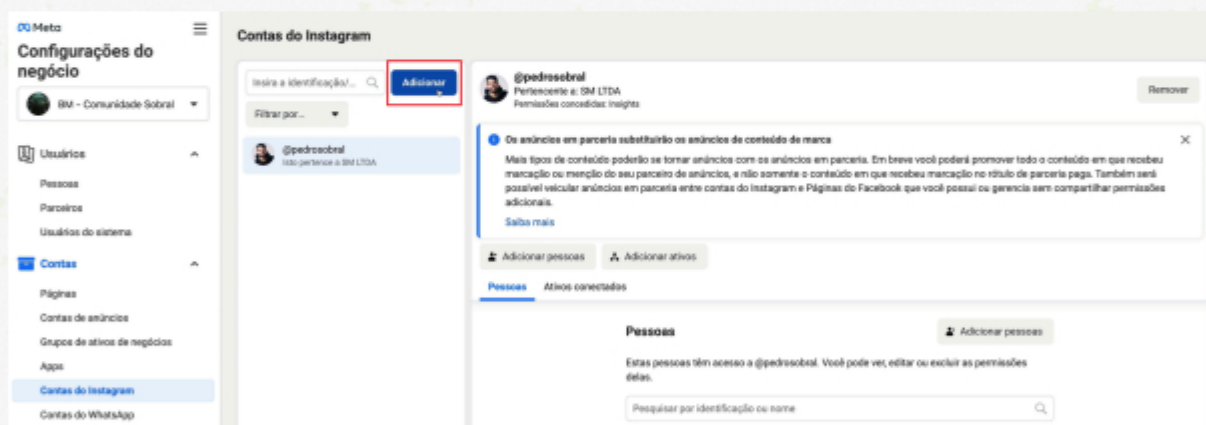 Meta
Configurações do
negócio
BM - Comunidade Sobral
Usuários
Pessoas
Parceiros
Usuários do sistema
Contas
Páginas
Contas de anúncios
Grupos de ativos de negócios
Apps
Contas do Instagram
Contas do WhatsApp
Contas do Instagram
Insira a identificação/...
Adicionar
Filtrar por...
@pedrosobral
Isto pertence a SM LTDA
@pedrosobral
Pertencente a: SM LTDA
Permissões concedidas: Insights
Remover
Os anúncios em parceria substituirão os anúncios de conteúdo de marca
Mais tipos de conteúdo poderão se tornar anúncios com os anúncios em parceria. Em breve você poderá promover todo o conteúdo em que recebeu
marcação ou menção do seu parceiro de anúncios, e não somente o conteúdo em que recebeu marcação no rótulo de parceria paga. Também será
possível veicular anúncios em parceria entre contas do Instagram e Páginas do Facebook que você possui ou gerencia sem compartilhar permissões
adicionais.
Saiba mais
Adicionar pessoas
Adicionar ativos
Pessoas Ativos conectados
Pessoas
Adicionar pessoas
Estas pessoas têm acesso a @pedrosobral. Você pode ver, editar ou excluir as permissões
delas.
Pesquisar por identificação ou nome